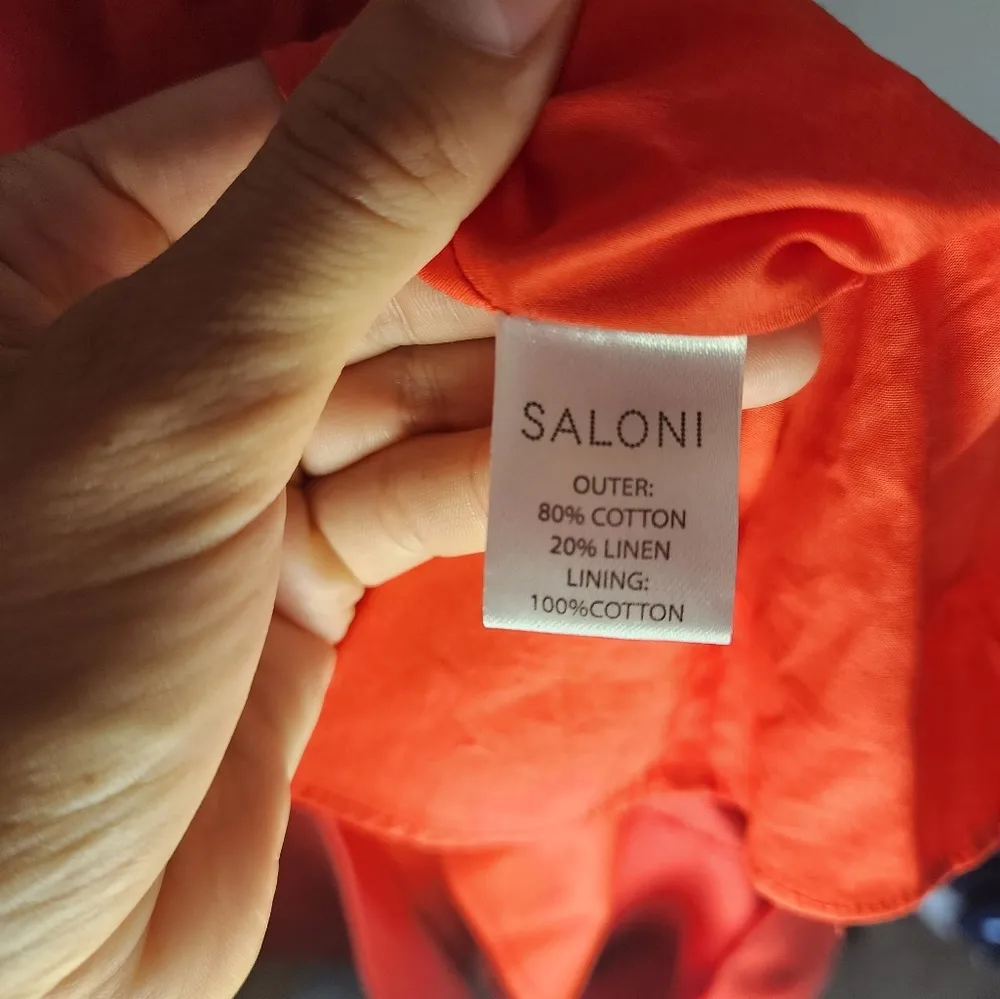 SALONI
OUTER:
80% COTTON
20% LINEN
LINING:
100%COTTON